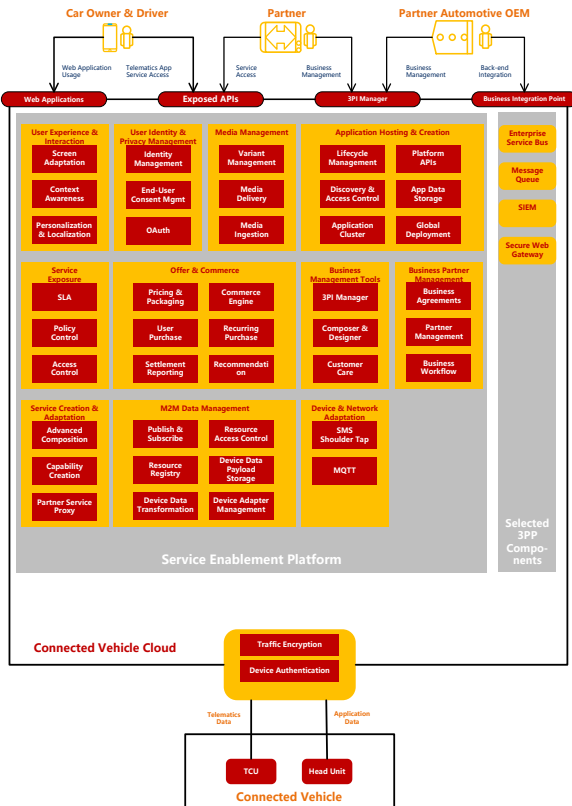 Car Owner & Driver
Partner
Partner Automotive OEM
Web Application
Usage
Telematics App
Service Access
Service
Access
Business
Management
Business
Management
Back-end
Integration
Web Applications
Exposed APIs
3PI Manager
Business Integration Point
User Experience &
Interaction
Screen
Adaptation
Context
Awareness
Personalization
& Localization
User Identity &
Privacy Management
Identity
Management
End-User
Consent Mgmt
OAuth
Media Management
Variant
Management
Media
Delivery
Media
Ingestion
Application Hosting & Creation
Lifecycle
Management
Platform
APIs
Discovery &
Access Control
App Data
Storage
Application
Cluster
Global
Deployment
Enterprise
Service Bus
Message
Queue
SIEM
Secure Web
Gateway
Service
Exposure
SLA
Policy
Control
Access
Control
Offer & Commerce
Pricing &
Packaging
Commerce
Engine
User
Purchase
Recurring
Purchase
Settlement
Reporting
Recommendati
on
Business
Management Tools
3PI Manager
Composer &
Designer
Customer
Care
Business Partner
Management
Business
Agreements
Partner
Management
Business
Workflow
Service Creation &
Adaptation
Advanced
Composition
Capability
Creation
Partner Service
Proxy
M2M Data Management
Publish &
Subscribe
Resource
Access Control
Resource
Registry
Device Data
Payload
Storage
Device Data
Transformation
Device Adapter
Management
Device & Network
Adaptation
SMS
Shoulder Tap
MQTT
Service Enablement Platform
Selected
3PP
Compo-
nents
Connected Vehicle Cloud
Traffic Encryption
Device Authentication
Telematics
Data
Application
Data
TCU
Head Unit
Connected Vehicle